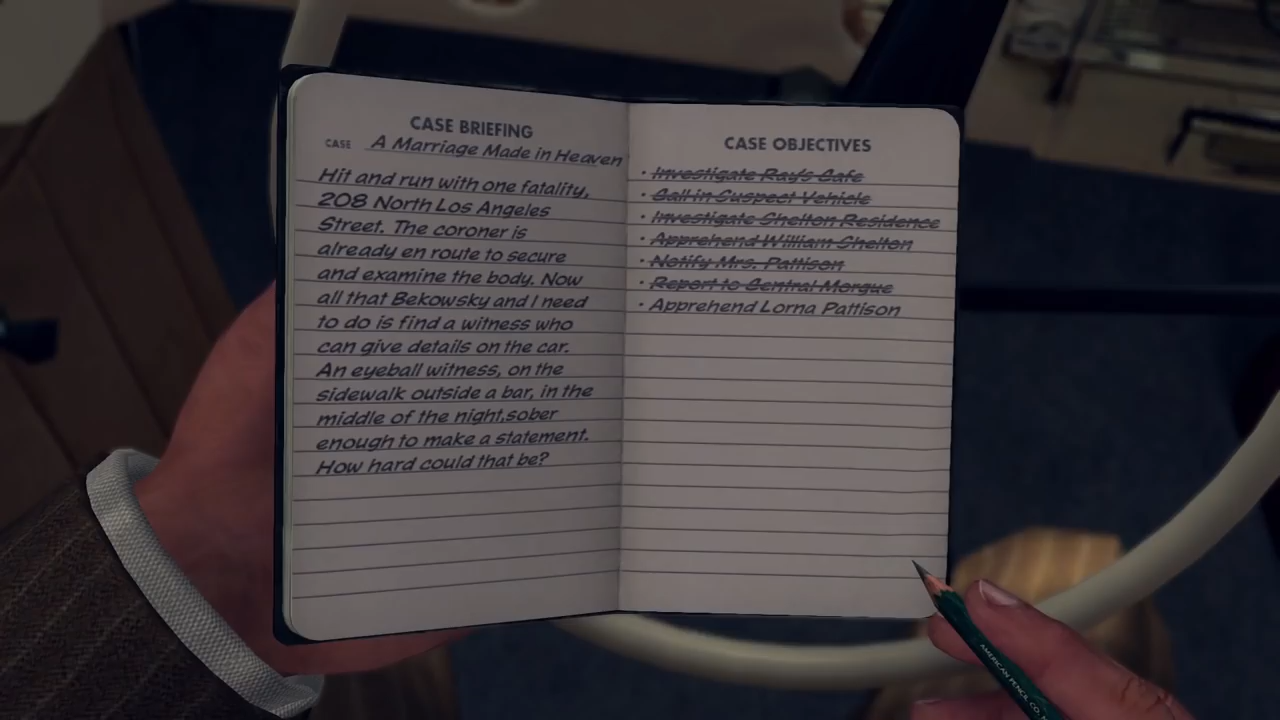 CASE BRIEFING
CASE A Marriage Made in Heaven
Hit and run with one fatality,
208 North Los Angeles
Street. The coroner is
already en route to secure
and examine the body. Now
all that Bekowsky and I need
to do is find a witness who
can give details on the car.
An eyeball witness, on the
sidewalk outside a bar, in the
middle of the night,sober
enough to make a statement.
How hard could that be?
CASE OBJECTIVES
· Investigate Ray's Cafe
· Call in Suspect Vehicle
· Investigate Shelton Residence
· Apprehend William Shelton
· Notify Mrs. Pattison
· Report to Central Morgue
· Apprehend Lorna Pattison
AMERICAN PENCIL CO.